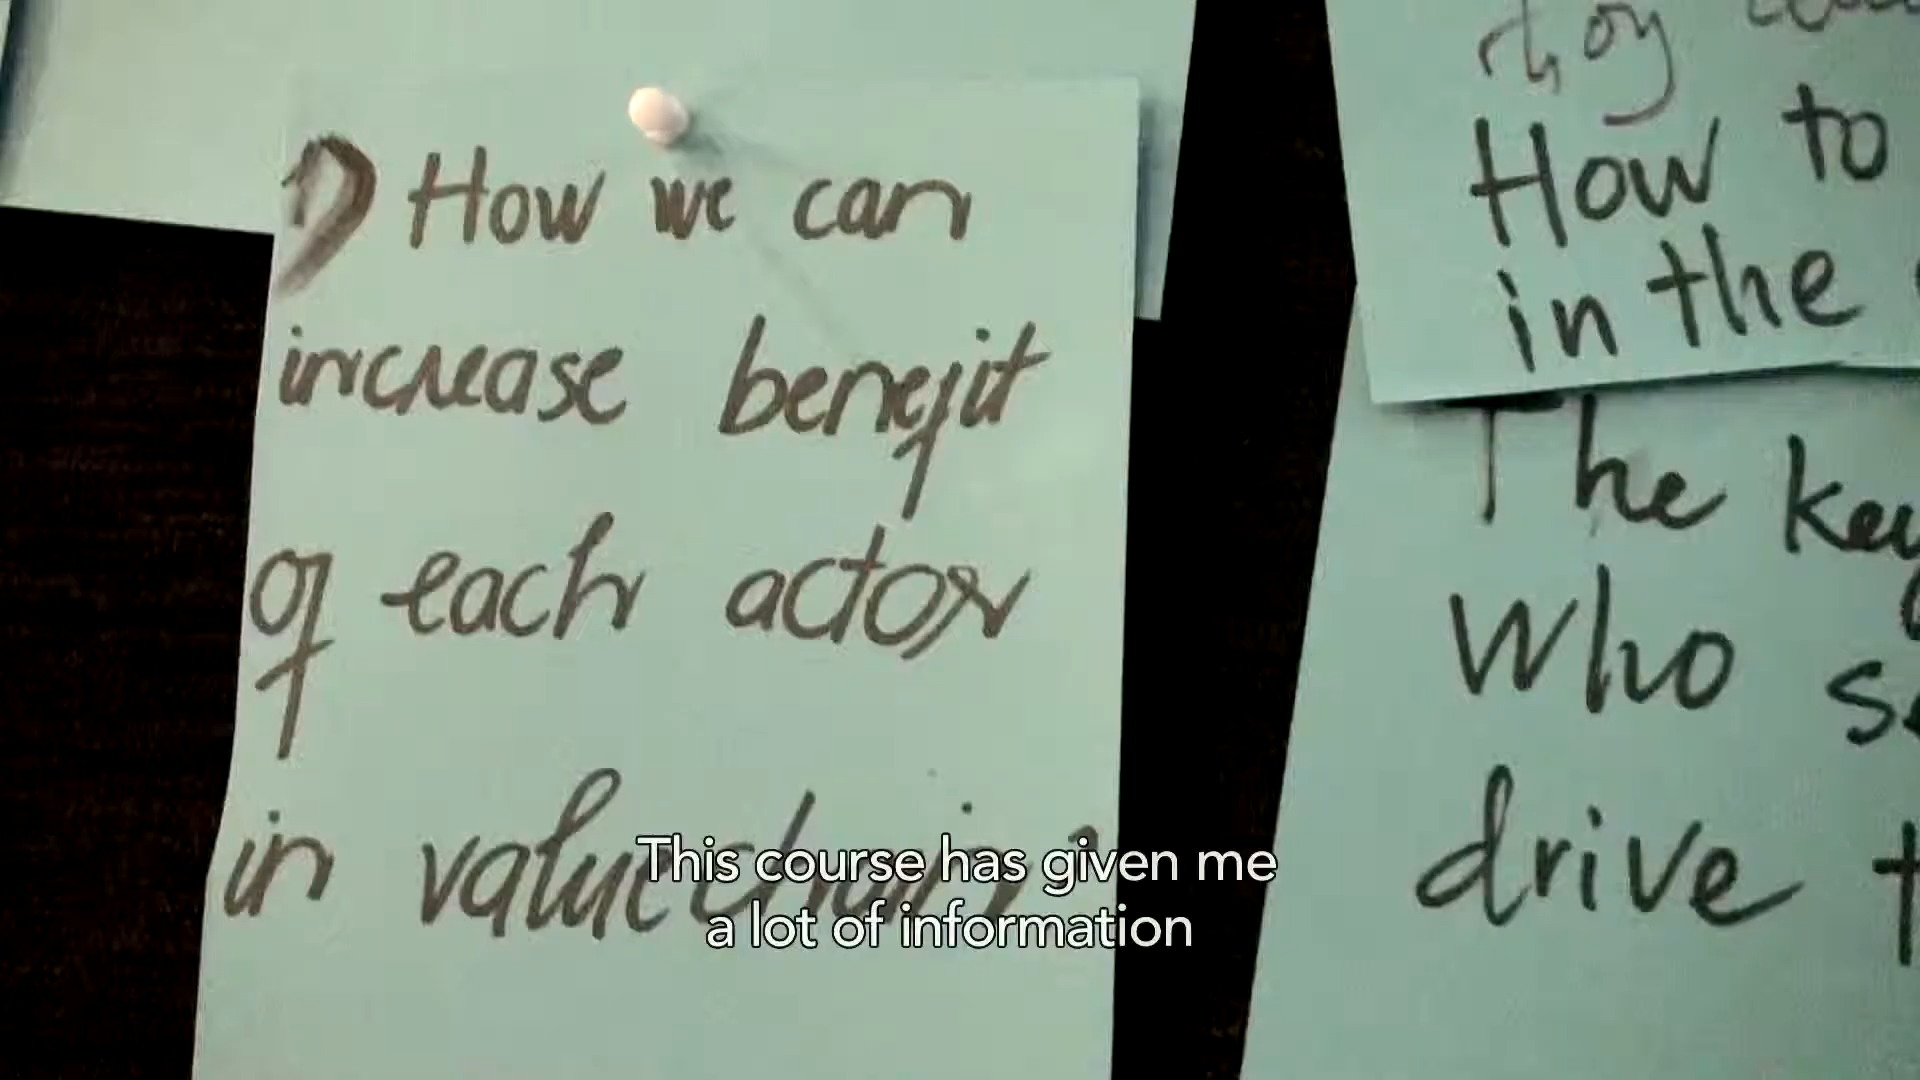 1) How we can
increase benefit
of each actor
in value chain?
How to
in the
The key
Who
drive
This course has given me
a lot of information